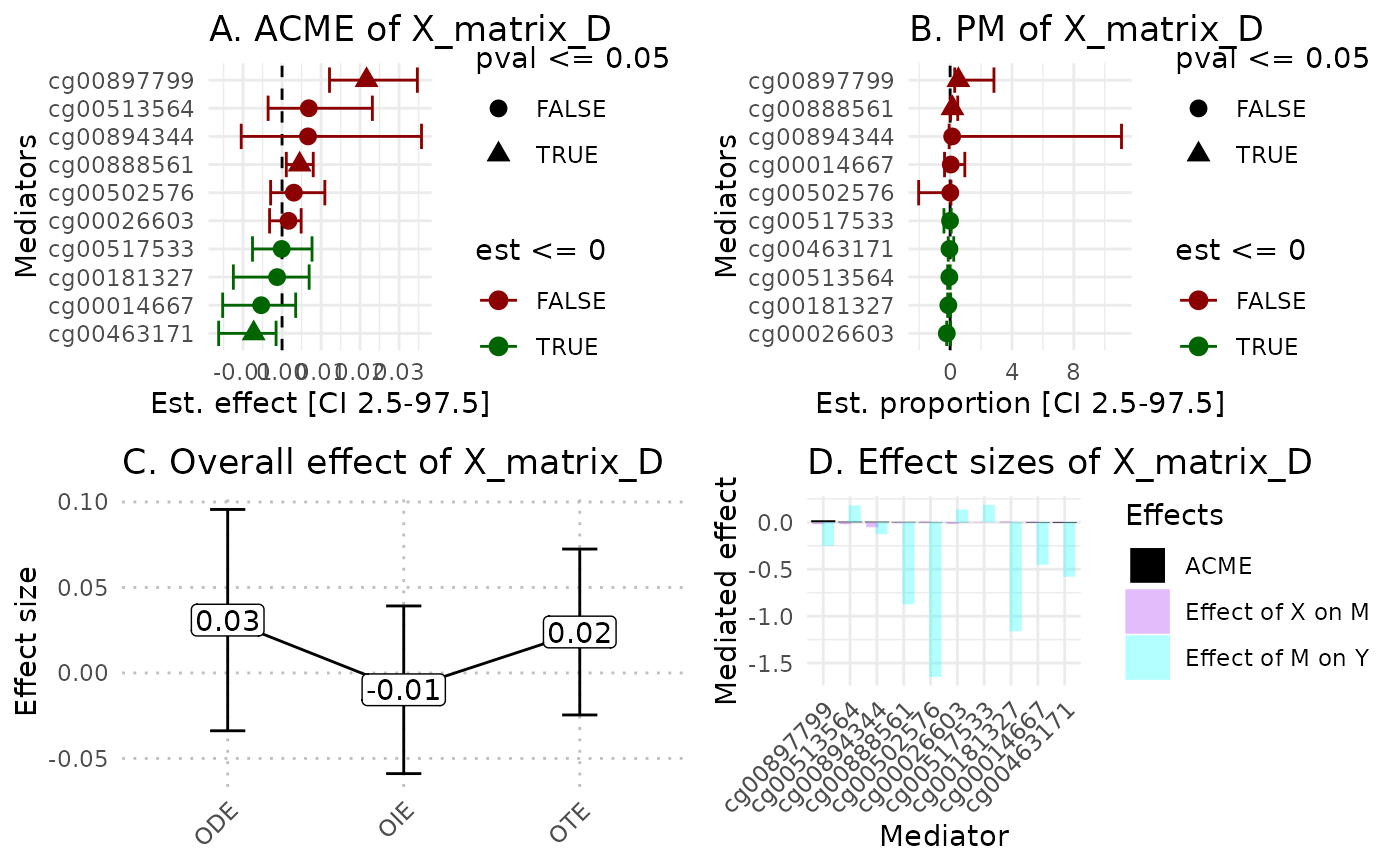 A. ACME of X_matrix_D
pval <= 0.05
cg00897799
cg00513564
cg00894344
cg00888561
cg00502576
cg00026603
cg00517533
cg00181327
cg00014667
cg00463171
Mediators
FALSE
TRUE
est <= 0
FALSE
TRUE
-0.01
0.00
0.01
0.02
0.03
Est. effect [CI 2.5-97.5]
B. PM of X_matrix_D
pval <= 0.05
cg00897799
cg00888561
cg00894344
cg00014667
cg00502576
cg00517533
cg00463171
cg00513564
cg00181327
cg00026603
Mediators
FALSE
TRUE
est <= 0
FALSE
TRUE
0 4 8
Est. proportion [CI 2.5-97.5]
C. Overall effect of X_matrix_D
Effect size
0.10
0.05
0.00
-0.05
0.03
-0.01
0.02
ODE
OIE
OTE
D. Effect sizes of X_matrix_D
Mediated effect
0.0
-0.5
-1.0
-1.5
cg00897799
cg00513564
cg00894344
cg00888561
cg00502576
cg00026603
cg00517533
cg00181327
cg00014667
cg00463171
Mediator
Effects
ACME
Effect of X on M
Effect of M on Y